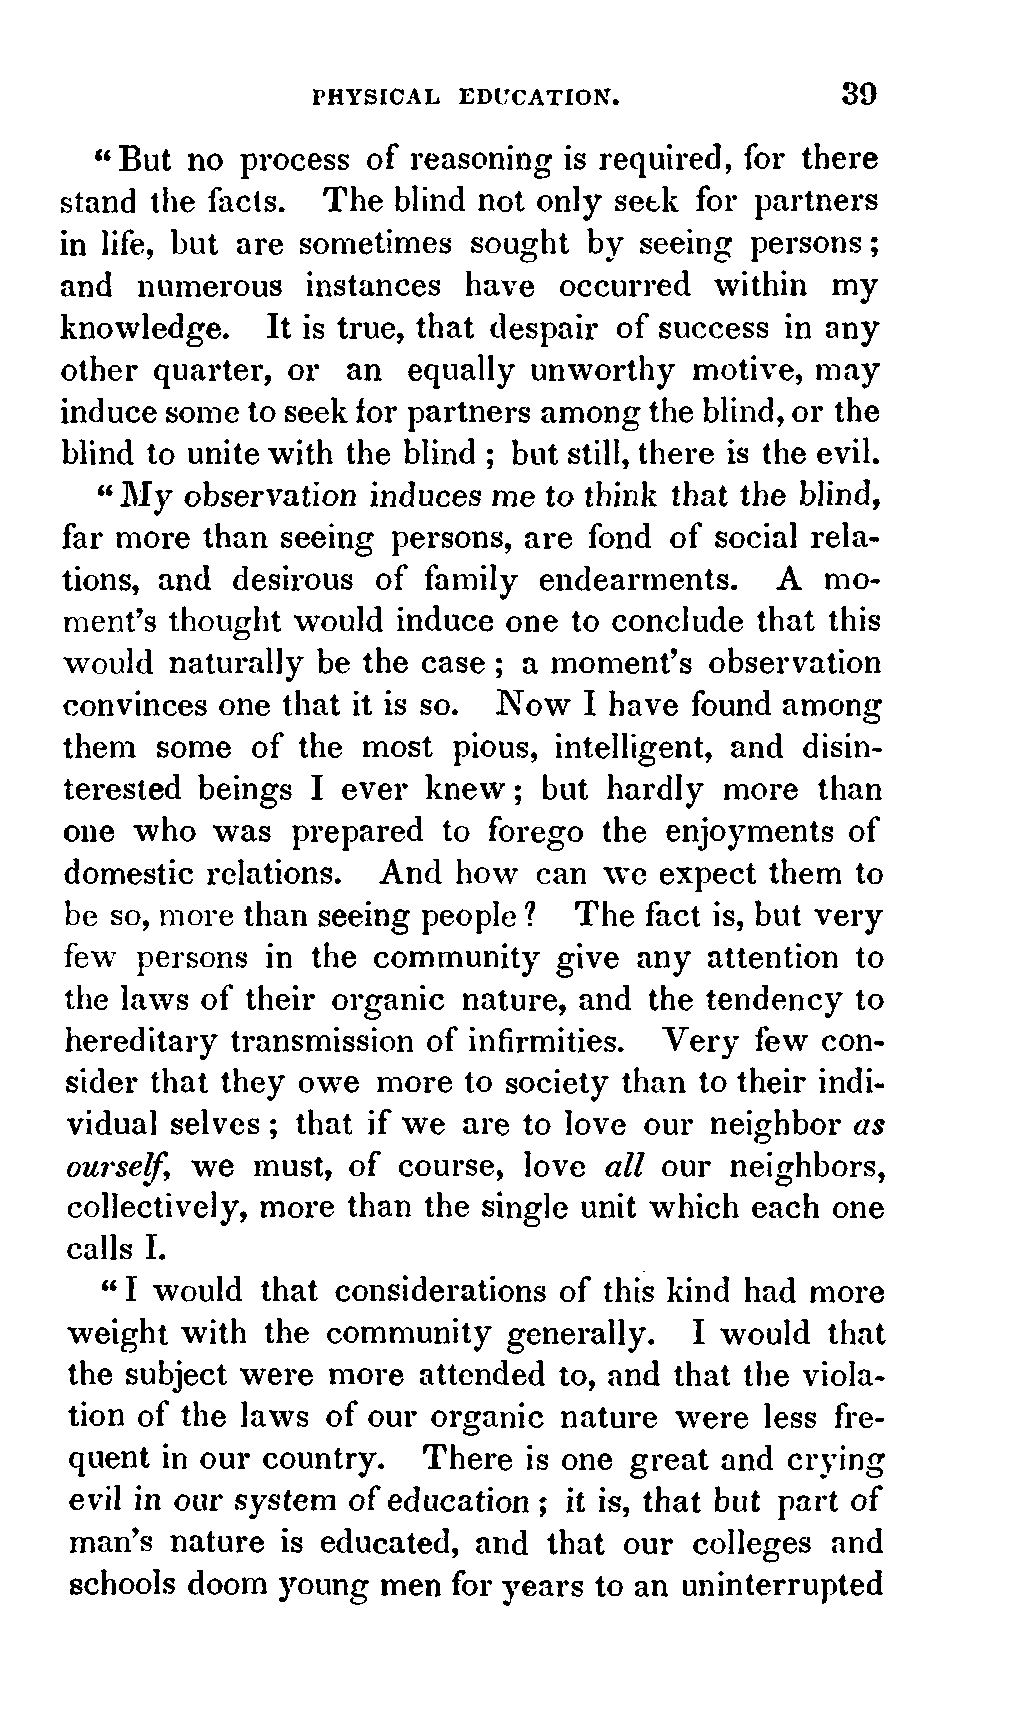 PHYSICAL EDUCATION. 39
“But no process of reasoning is required, for there
stand the facts. The blind not only seek for partners
in life, but are sometimes sought by seeing persons;
and numerous instances have occurred within my
knowledge. It is true, that despair of success in any
other quarter, or an equally unworthy motive, may
induce some to seek for partners among the blind, or the
blind to unite with the blind; but still, there is the evil.
“My observation induces me to think that the blind,
far more than seeing persons, are fond of social rela-
tions, and desirous of family endearments. A mo-
ment's thought would induce one to conclude that this
would naturally be the case; a moment's observation
convinces one that it is so. Now I have found among
them some of the most pious, intelligent, and disin-
terested beings I ever knew; but hardly more than
one who was prepared to forego the enjoyments of
domestic relations. And how can we expect them to
be so, more than seeing people? The fact is, but very
few persons in the community give any attention to
the laws of their organic nature, and the tendency to
hereditary transmission of infirmities. Very few con-
sider that they owe more to society than to their indi-
vidual selves; that if we are to love our neighbor as
ourself, we must, of course, love all our neighbors,
collectively, more than the single unit which each one
calls I.
“I would that considerations of this kind had more
weight with the community generally. I would that
the subject were more attended to, and that the viola-
tion of the laws of our organic nature were less fre-
quent in our country. There is one great and crying
evil in our system of education; it is, that but part of
man's nature is educated, and that our colleges and
schools doom young men for years to an uninterrupted